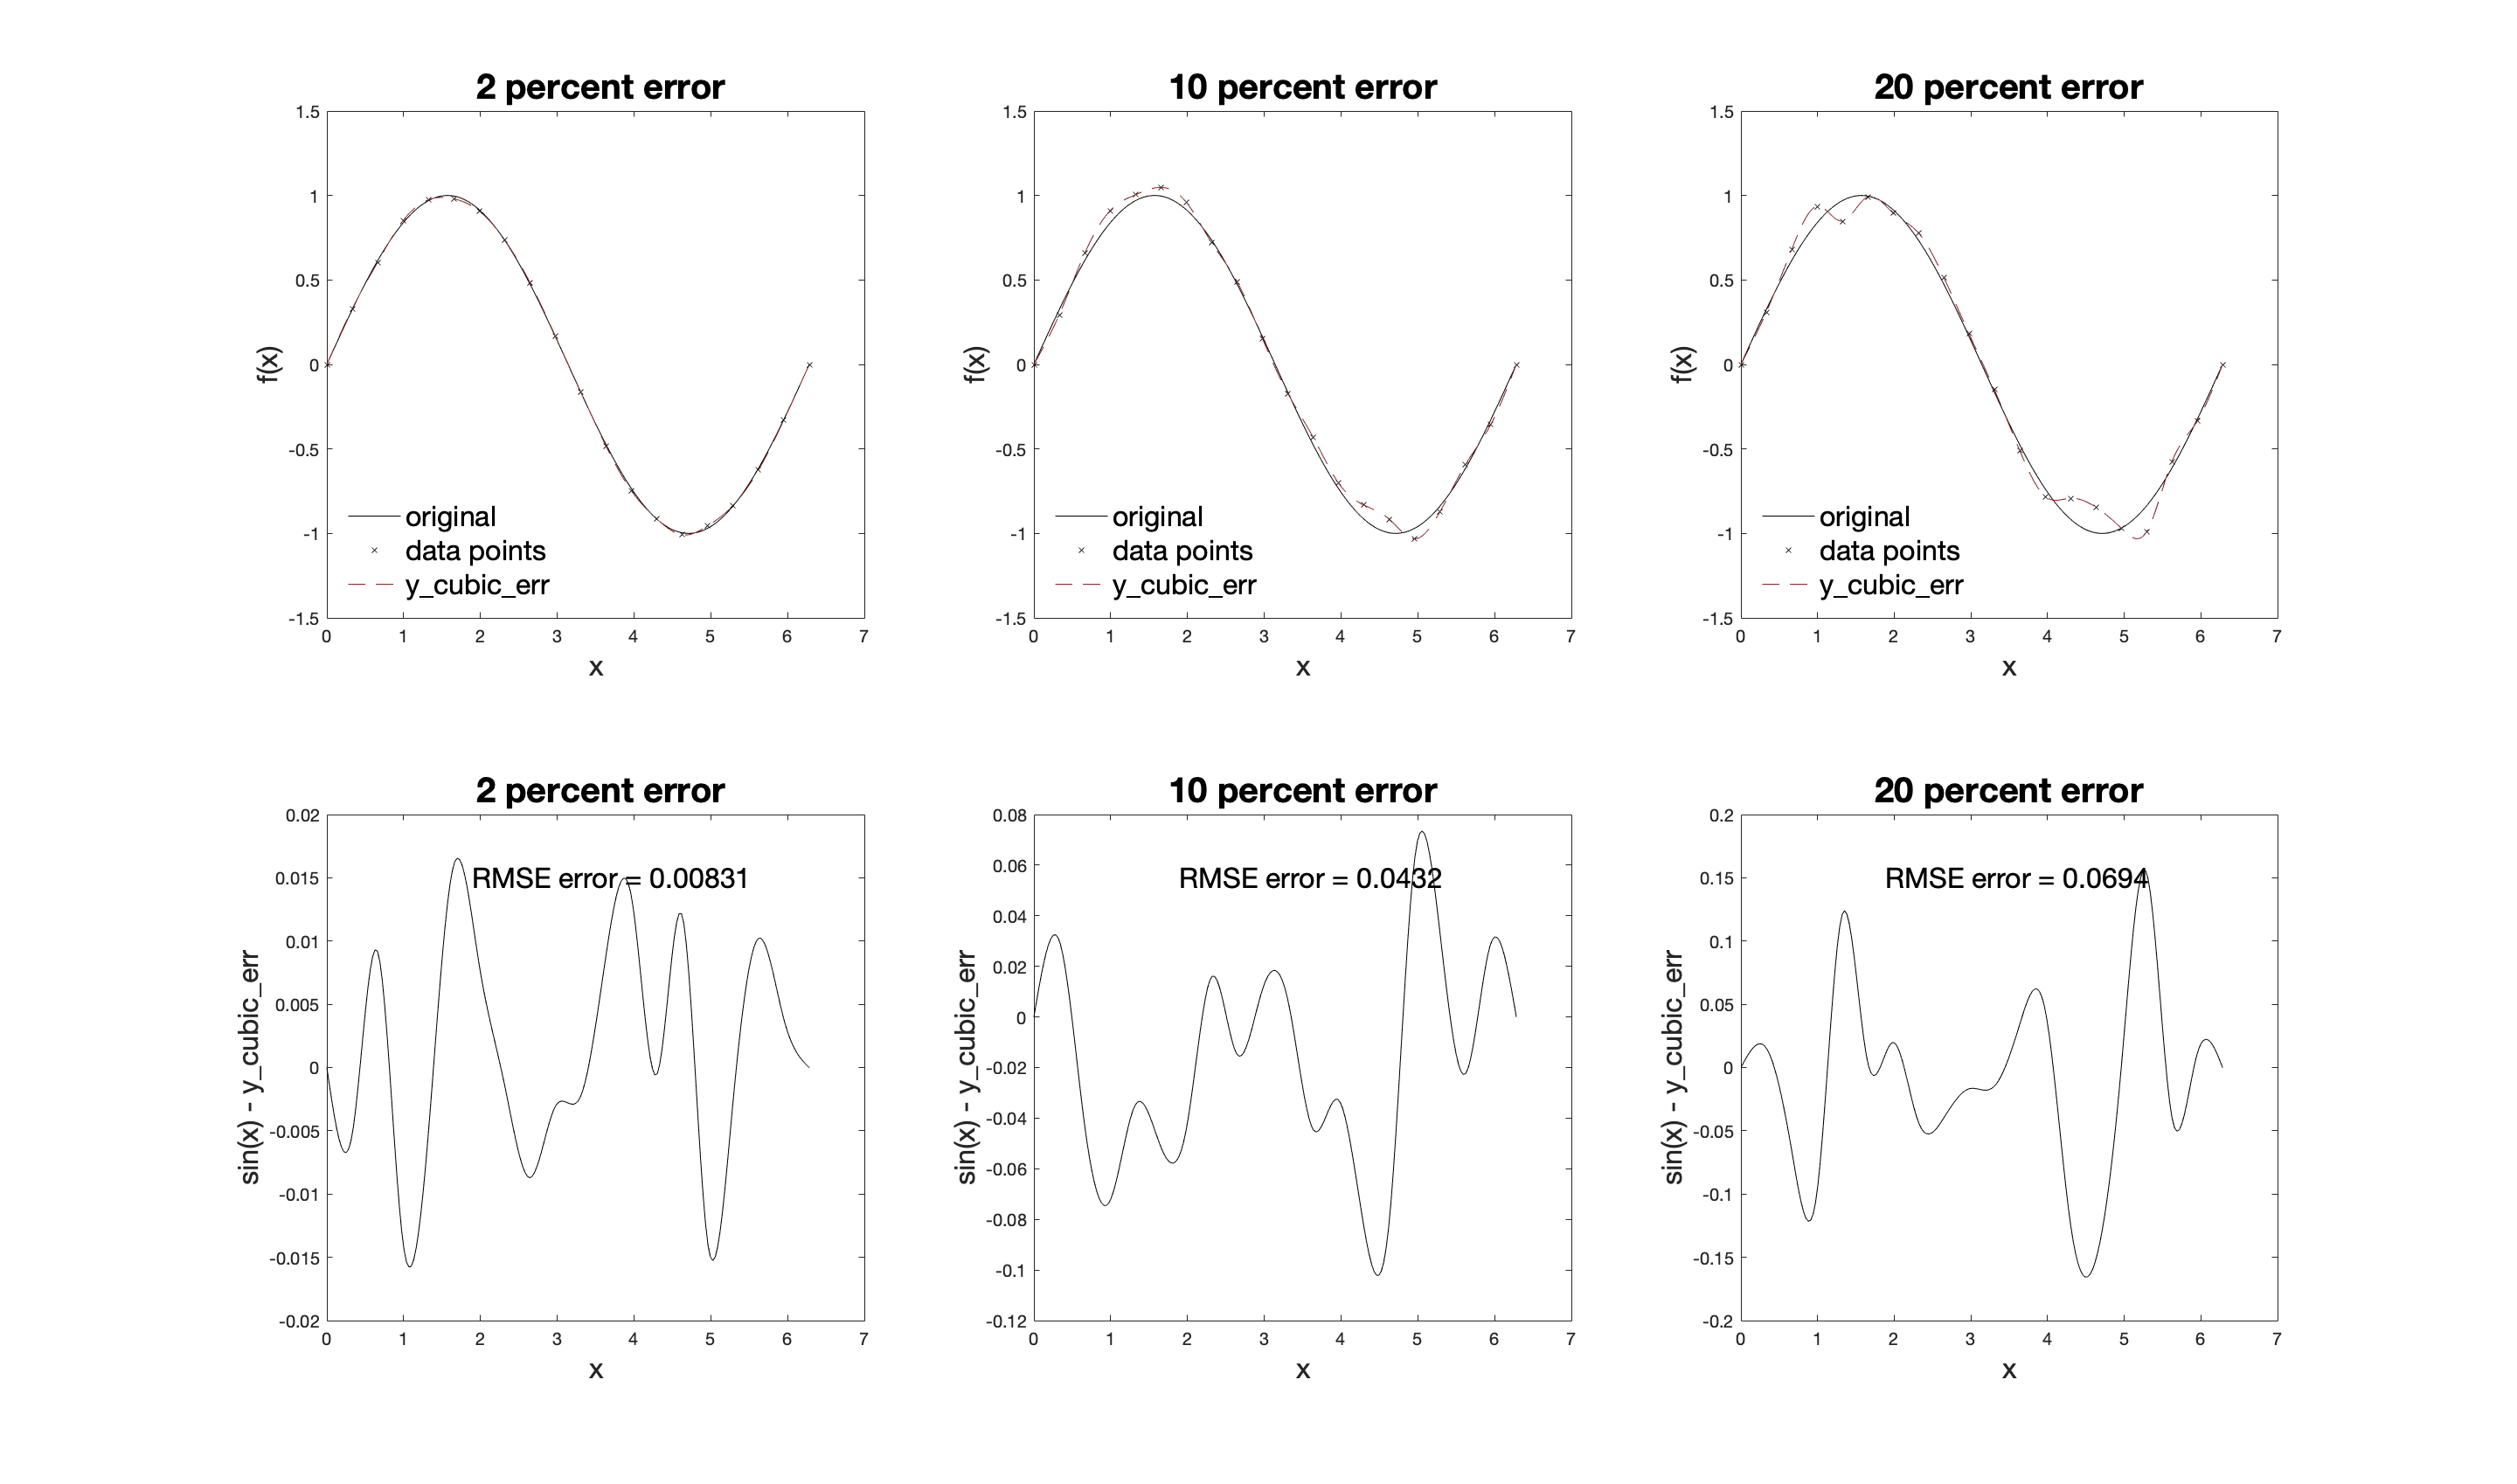 2 percent error
1.5
1
0.5
0
-0.5
-1
-1.5
f(x)
original
data points
y_cubic_err
0 1 2 3 4 5 6 7
x
10 percent error
1.5
1
0.5
0
-0.5
-1
-1.5
f(x)
original
data points
y_cubic_err
0 1 2 3 4 5 6 7
x
20 percent error
1.5
1
0.5
0
-0.5
-1
-1.5
f(x)
original
data points
y_cubic_err
0 1 2 3 4 5 6 7
x
2 percent error
0.02
0.015
0.01
0.005
0
-0.005
-0.01
-0.015
-0.02
sin(x) - y_cubic_err
RMSE error = 0.00831
0 1 2 3 4 5 6 7
x
10 percent error
0.08
0.06
0.04
0.02
0
-0.02
-0.04
-0.06
-0.08
-0.1
-0.12
sin(x) - y_cubic_err
RMSE error = 0.0432
0 1 2 3 4 5 6 7
x
20 percent error
0.2
0.15
0.1
0.05
0
-0.05
-0.1
-0.15
-0.2
sin(x) - y_cubic_err
RMSE error = 0.0694
0 1 2 3 4 5 6 7
x